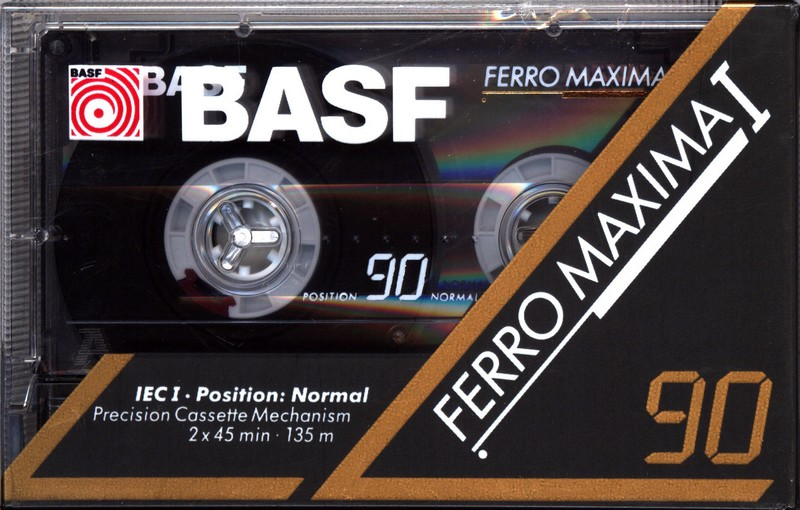 BASF
BASF
BASF
FERRO MAXIMA
FERRO MAXIMA I
POSITION 90 NORMAL
IEC I · Position: Normal
Precision Cassette Mechanism
2 x 45 min · 135 m
90
A